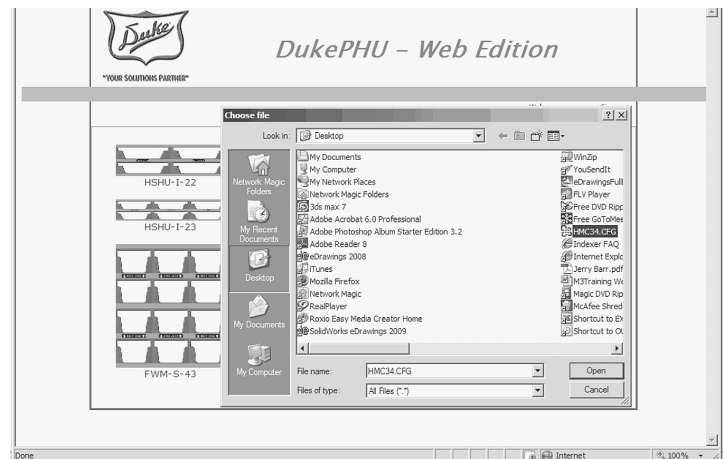 Duke
"YOUR SOLUTIONS PARTNER"
DukePHU – Web Edition
HSHU-I-22
HSHU-I-23
FWM-S-43
Choose file
Look in:
Desktop
Network Magic
Folders
My Recent
Documents
Desktop
My Documents
My Computer
My Documents
My Computer
My Network Places
Network Magic Folders
3ds max 7
Adobe Acrobat 6.0 Professional
Adobe Photoshop Album Starter Edition 3.2
Adobe Reader 8
eDrawings 2008
iTunes
Mozilla Firefox
Network Magic
RealPlayer
Roxio Easy Media Creator Home
SolidWorks eDrawings 2009
WinZip
YouSendIt
eDrawingsFull
FLV Player
Free DVD Ripp
Free GoToMee
HMC34.CFG
Indexer FAQ
Internet Explo
Jerry Barr.pdf
M3Training We
Magic DVD Rip
McAfee Shred
Shortcut to EX
Shortcut to OU
File name:
HMC34.CFG
Open
Files of type:
All Files (*.*)
Cancel
Done
Internet
100%